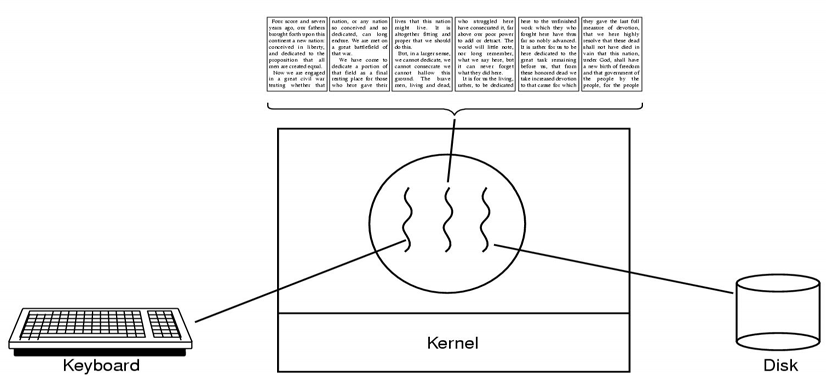 Four score and seven
years ago, our fathers
brought forth upon this
continent a new nation:
conceived in liberty,
and dedicated to the
proposition that all
men are created equal.
Now we are engaged
in a great civil war
testing whether that
nation, or any nation
so conceived and so
dedicated, can long
endure. We are met on
a great battlefield of
that war.
We have come to
dedicate a portion of
that field as a final
resting place for those
who here gave their
lives that this nation
might live. It is
altogether fitting and
proper that we should
do this.
But, in a larger sense,
we cannot dedicate, we
cannot consecrate we
cannot hallow this
ground. The brave
men, living and dead,
who struggled here
have consecrated it, far
above our poor power
to add or detract. The
world will little note,
nor long remember,
what we say here, but
it can never forget
what they did here.
It is for us the living,
rather, to be dedicated
here to the unfinished
work which they who
fought here have thus
far so nobly advanced.
It is rather for us to be
here dedicated to the
great task remaining
before us, that from
these honored dead we
take increased devotion
to that cause for which
they gave the last full
measure of devotion,
that we here highly
resolve that these dead
shall not have died in
vain that this nation,
under God, shall have
a new birth of freedom
and that government of
the people by the
people, for the people
Kernel
Keyboard
Disk